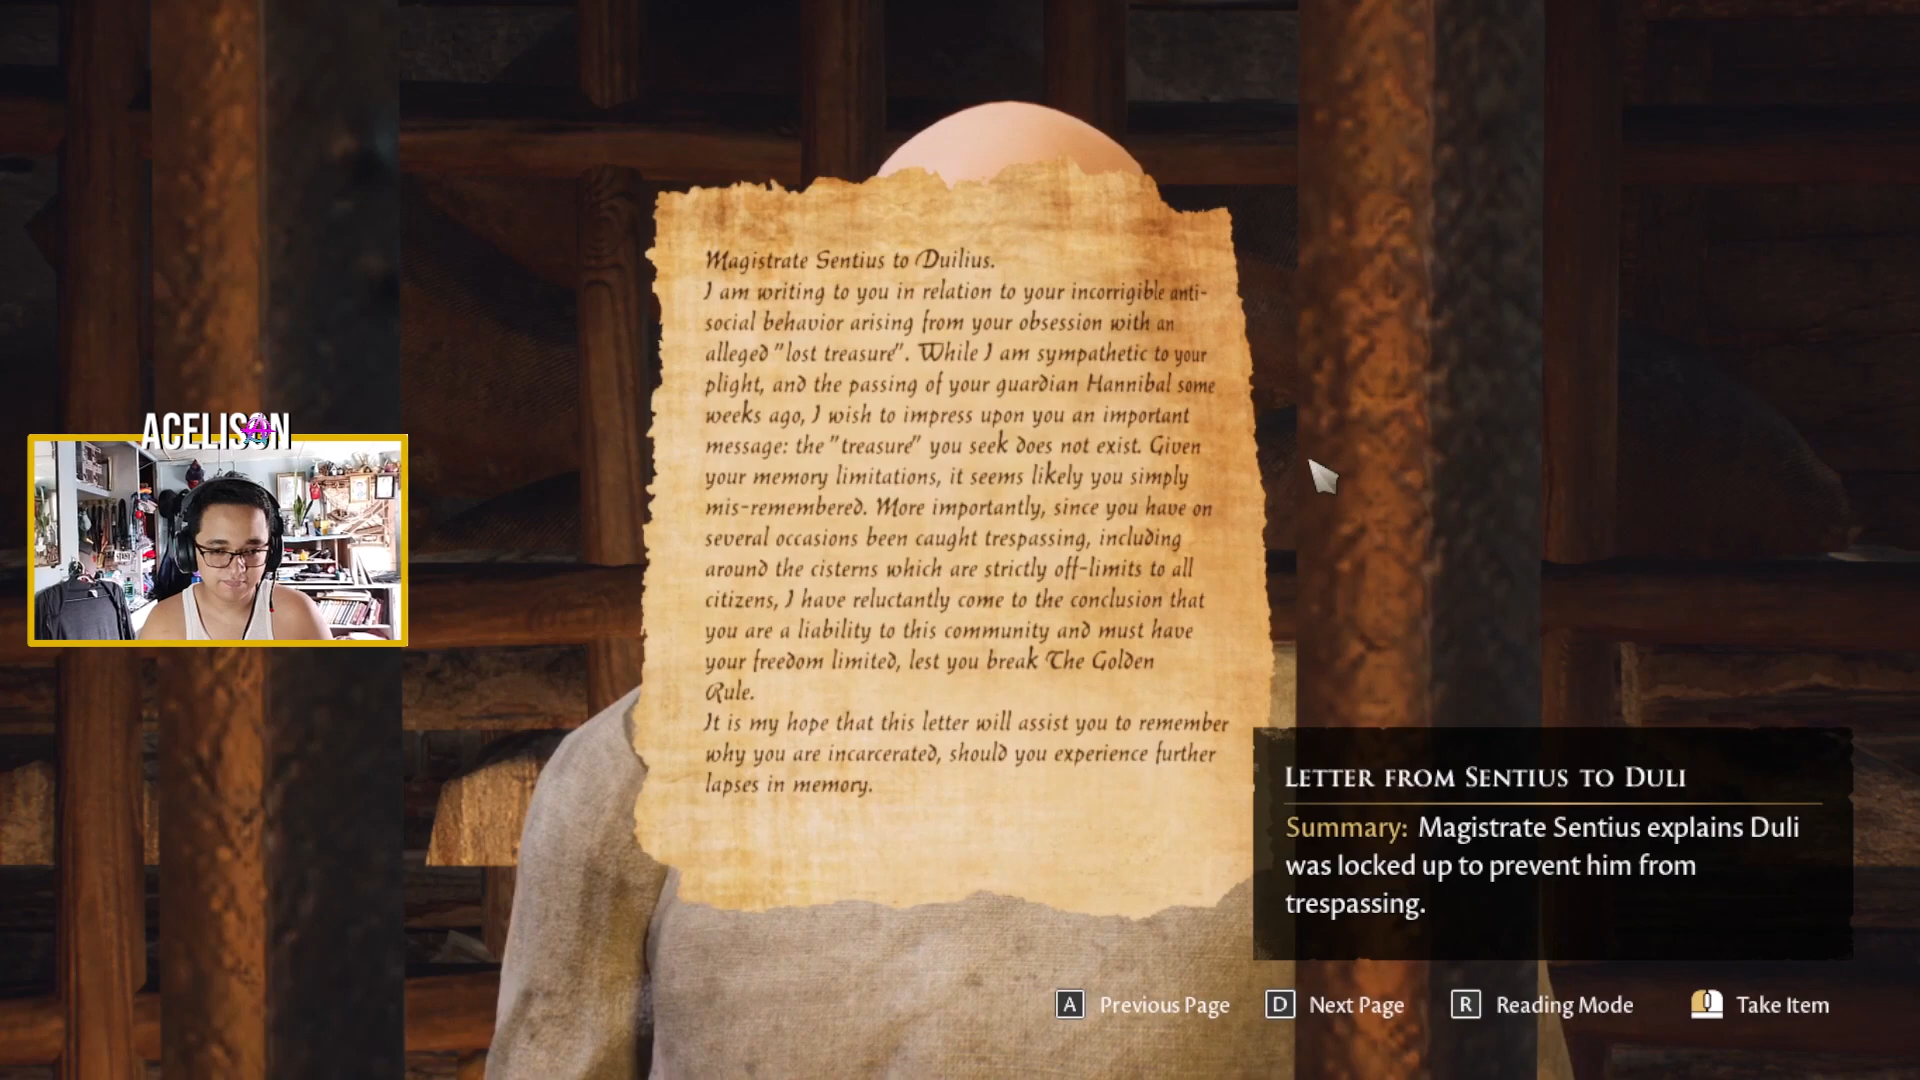 Magistrate Sentius to Duilius.
I am writing to you in relation to your incorrigible anti-
social behavior arising from your obsession with an
alleged "lost treasure". While I am sympathetic to your
plight, and the passing of your guardian Hannibal some
weeks ago, I wish to impress upon you an important
message: the "treasure" you seek does not exist. Given
your memory limitations, it seems likely you simply
mis-remembered. More importantly, since you have on
several occasions been caught trespassing, including
around the cisterns which are strictly off-limits to all
citizens, I have reluctantly come to the conclusion that
you are a liability to this community and must have
your freedom limited, lest you break The Golden
Rule.
It is my hope that this letter will assist you to remember
why you are incarcerated, should you experience further
lapses in memory.
ACELISON
LETTER FROM SENTIUS TO DULI
Summary: Magistrate Sentius explains Duli
was locked up to prevent him from
trespassing.
A Previous Page D Next Page R Reading Mode Take Item